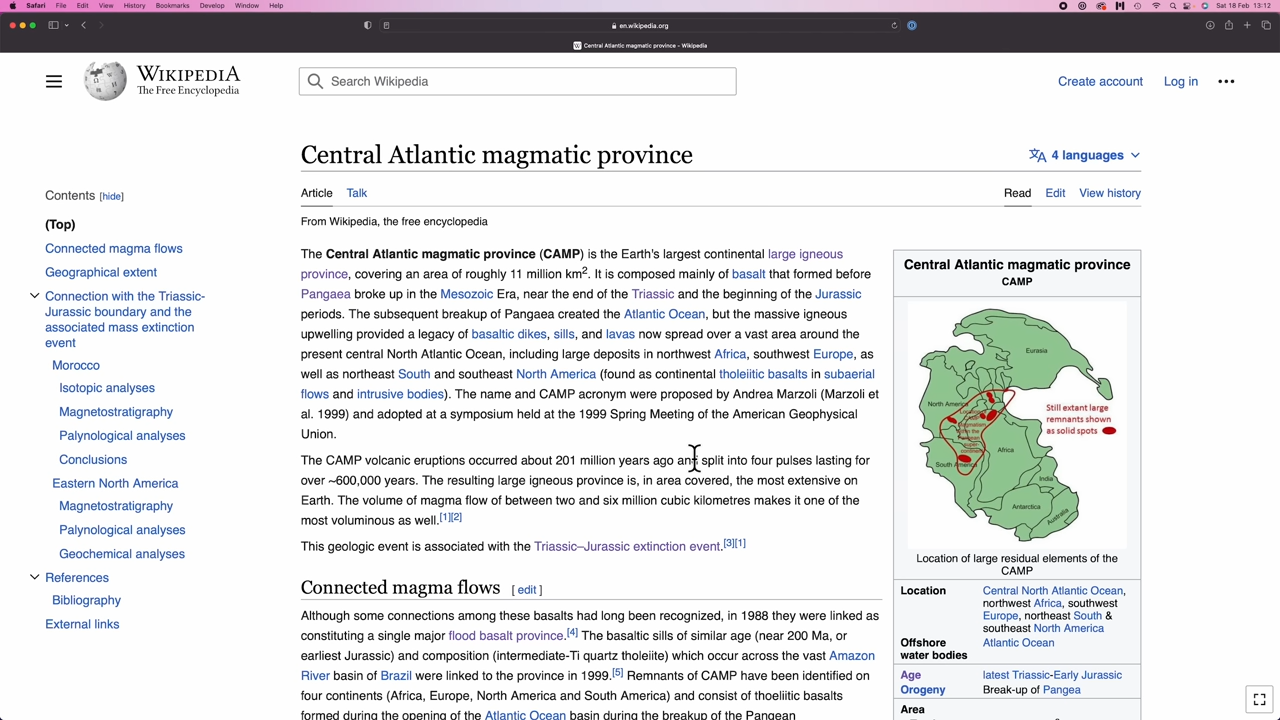 Safari File Edit View History Bookmarks Develop Window Help
Sat 18 Feb 13:12
en.wikipedia.org
W Central Atlantic magmatic province - Wikipedia
WIKIPEDIA
The Free Encyclopedia
Search Wikipedia
Create account
Log in
Central Atlantic magmatic province
4 languages
Article
Talk
Read
Edit
View history
From Wikipedia, the free encyclopedia
Contents [hide]
(Top)
Connected magma flows
Geographical extent
Connection with the Triassic-
Jurassic boundary and the
associated mass extinction
event
Morocco
Isotopic analyses
Magnetostratigraphy
Palynological analyses
Conclusions
Eastern North America
Magnetostratigraphy
Palynological analyses
Geochemical analyses
References
Bibliography
External links
The Central Atlantic magmatic province (CAMP) is the Earth's largest continental large igneous
province, covering an area of roughly 11 million km2. It is composed mainly of basalt that formed before
Pangaea broke up in the Mesozoic Era, near the end of the Triassic and the beginning of the Jurassic
periods. The subsequent breakup of Pangaea created the Atlantic Ocean, but the massive igneous
upwelling provided a legacy of basaltic dikes, sills, and lavas now spread over a vast area around the
present central North Atlantic Ocean, including large deposits in northwest Africa, southwest Europe, as
well as northeast South and southeast North America (found as continental tholeiitic basalts in subaerial
flows and intrusive bodies). The name and CAMP acronym were proposed by Andrea Marzoli (Marzoli et
al. 1999) and adopted at a symposium held at the 1999 Spring Meeting of the American Geophysical
Union.
The CAMP volcanic eruptions occurred about 201 million years ago and split into four pulses lasting for
over ~600,000 years. The resulting large igneous province is, in area covered, the most extensive on
Earth. The volume of magma flow of between two and six million cubic kilometres makes it one of the
most voluminous as well.[1][2]
This geologic event is associated with the Triassic–Jurassic extinction event.[3][1]
Connected magma flows [ edit ]
Although some connections among these basalts had long been recognized, in 1988 they were linked as
constituting a single major flood basalt province.[4] The basaltic sills of similar age (near 200 Ma, or
earliest Jurassic) and composition (intermediate-Ti quartz tholeiite) which occur across the vast Amazon
River basin of Brazil were linked to the province in 1999.[5] Remnants of CAMP have been identified on
four continents (Africa, Europe, North America and South America) and consist of tholeiitic basalts
formed during the opening of the Atlantic Ocean basin during the breakup of the Pangean
Central Atlantic magmatic province
CAMP
Eurasia
North America
Still extant large
remnants shown
as solid spots
South America
Africa
India
Antarctica
Australia
Location of large residual elements of the
CAMP
Location
Central North Atlantic Ocean,
northwest Africa, southwest
Europe, northeast South &
southeast North America
Offshore
water bodies
Atlantic Ocean
Age
latest Triassic-Early Jurassic
Orogeny
Break-up of Pangea
Area